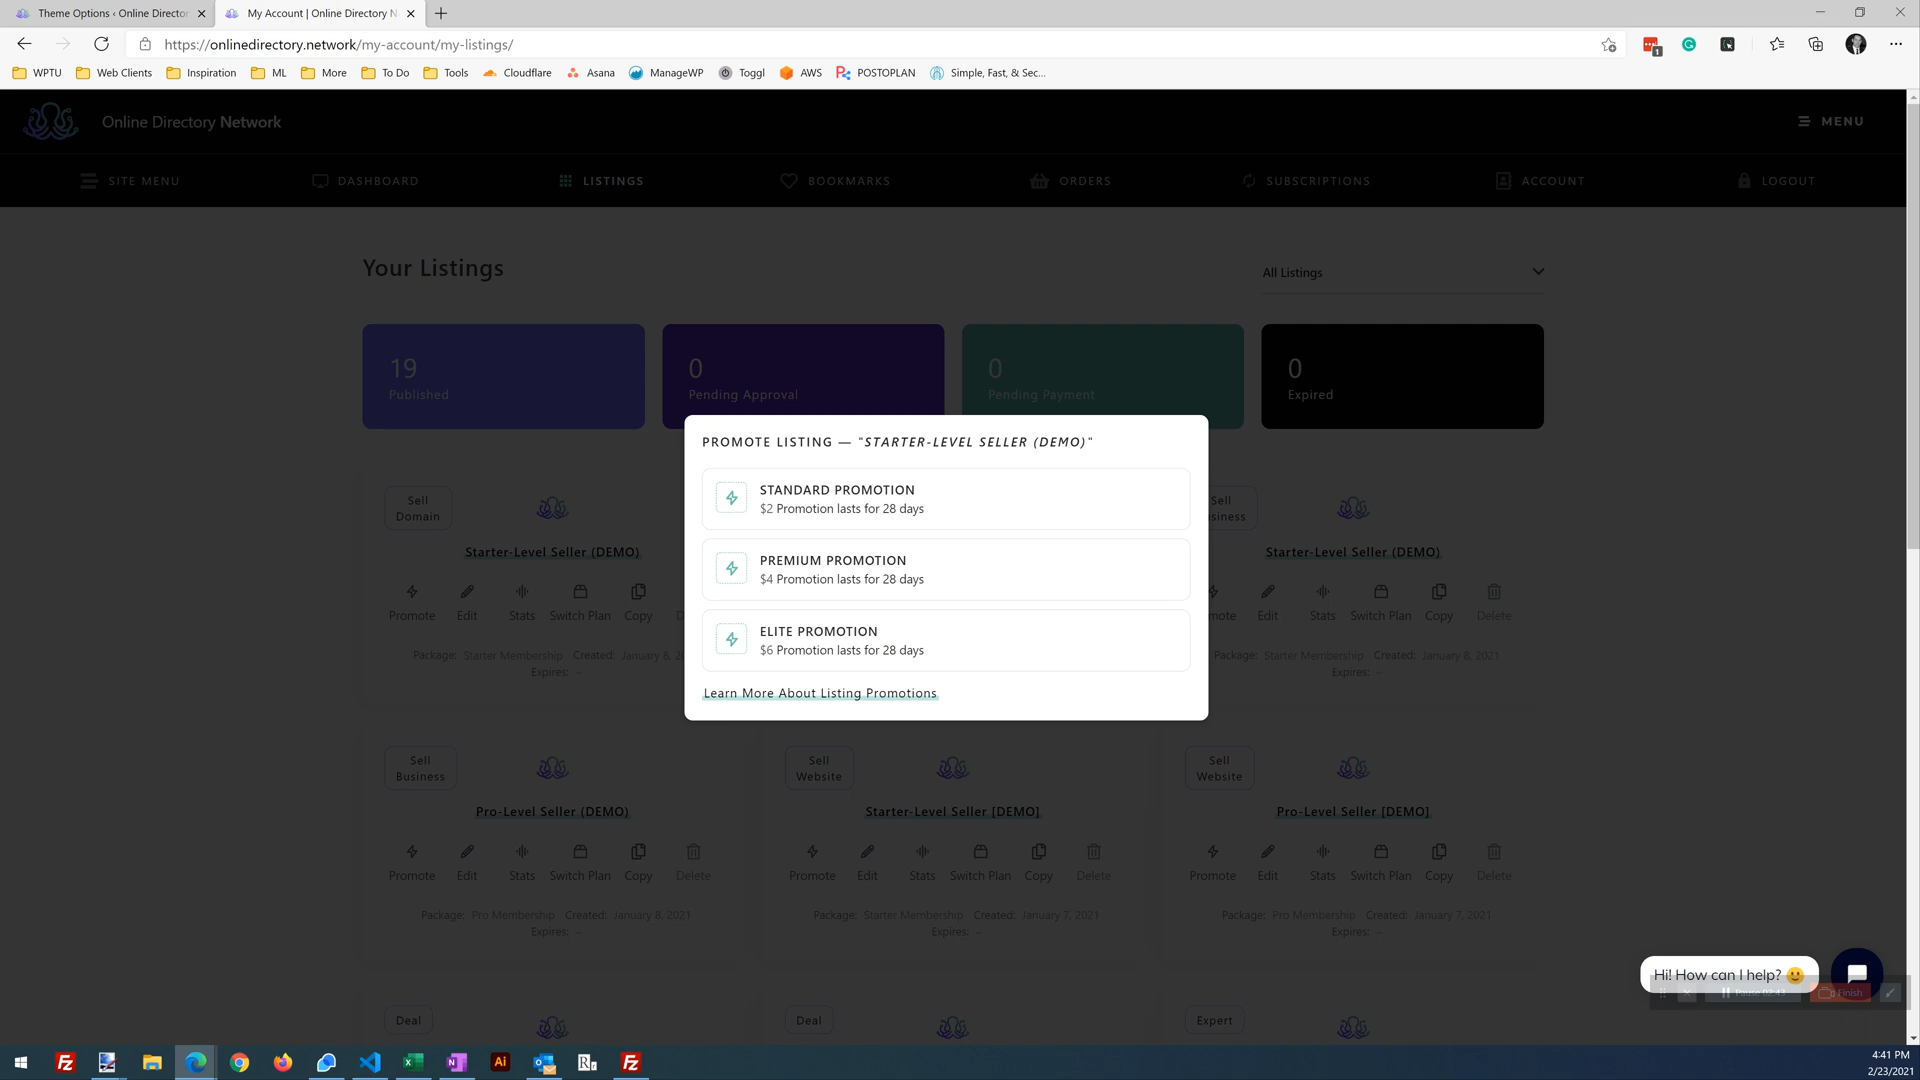 Theme Options ‹ Online Director
My Account | Online Directory N
https://onlinedirectory.network/my-account/my-listings/
1
WPTU
Web Clients
Inspiration
ML
More
To Do
Tools
Cloudflare
Asana
ManageWP
Toggl
AWS
POSTOPLAN
Simple, Fast, & Sec...
Online Directory Network
MENU
SITE MENU
DASHBOARD
LISTINGS
BOOKMARKS
ORDERS
SUBSCRIPTIONS
ACCOUNT
LOGOUT
Your Listings
All Listings
19
Published
0
Pending Approval
0
Pending Payment
0
Expired
PROMOTE LISTING — "STARTER-LEVEL SELLER (DEMO)"
STANDARD PROMOTION
$2 Promotion lasts for 28 days
PREMIUM PROMOTION
$4 Promotion lasts for 28 days
ELITE PROMOTION
$6 Promotion lasts for 28 days
Learn More About Listing Promotions
Sell
Domain
Starter-Level Seller (DEMO)
Promote Edit Stats Switch Plan Copy
Package: Starter Membership Created: January 8, 20
Expires: –
Sell
siness
Starter-Level Seller (DEMO)
mote Edit Stats Switch Plan Copy Delete
Package: Starter Membership Created: January 8, 2021
Expires: –
Sell
Business
Pro-Level Seller (DEMO)
Promote Edit Stats Switch Plan Copy Delete
Package: Pro Membership Created: January 8, 2021
Expires: –
Sell
Website
Starter-Level Seller [DEMO]
Promote Edit Stats Switch Plan Copy Delete
Package: Starter Membership Created: January 7, 2021
Expires: –
Sell
Website
Pro-Level Seller [DEMO]
Promote Edit Stats Switch Plan Copy Delete
Package: Pro Membership Created: January 7, 2021
Expires: –
Deal
Deal
Expert
Hi! How can I help?
Pause 02:43
Finish
4:41 PM
2/23/2021